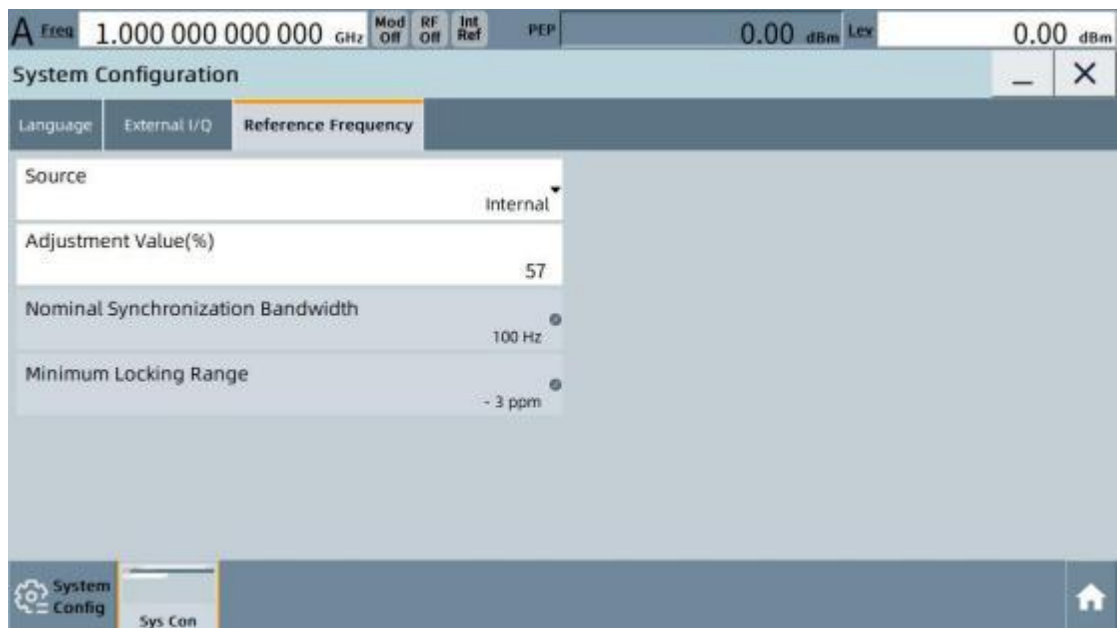 A Freq 1.000 000 000 000 GHz Mod Off RF Off Int Ref PEP 0.00 dBm Lev 0.00 dBm
System Configuration
Language External I/Q Reference Frequency
Source
Internal
Adjustment Value(%)
57
Nominal Synchronization Bandwidth
100 Hz
Minimum Locking Range
- 3 ppm
System Config
Sys Con